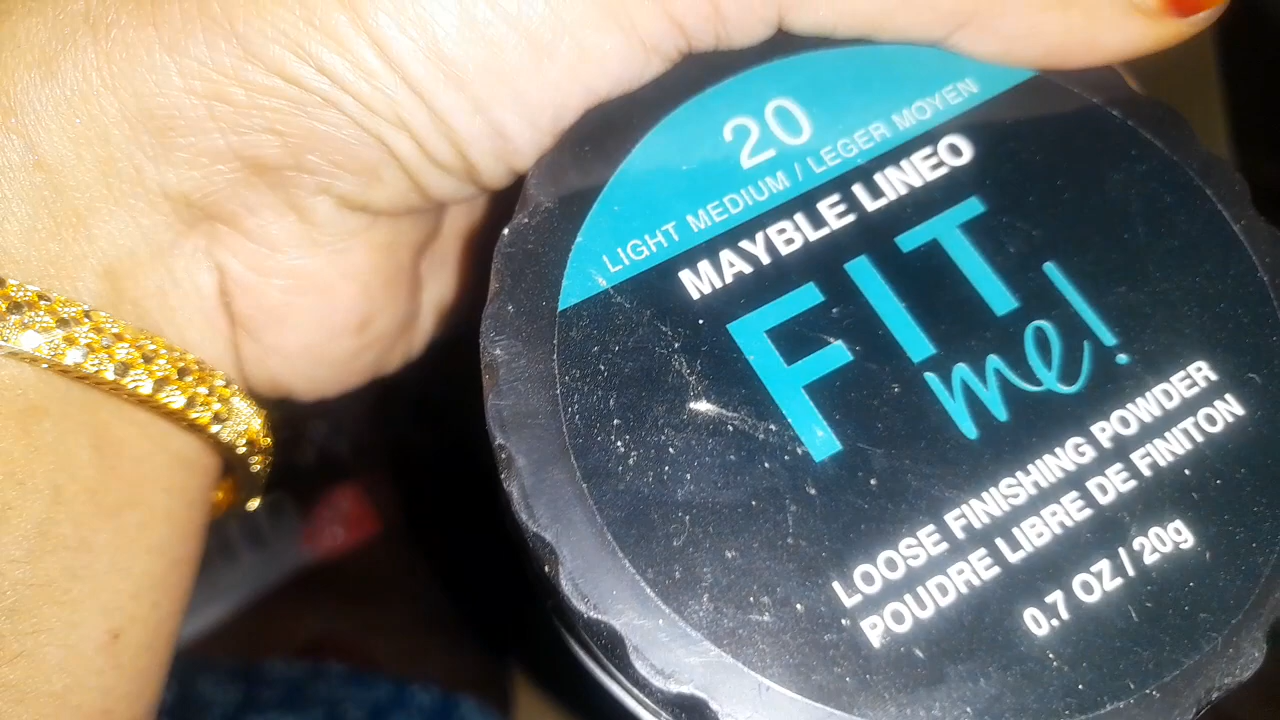 20
LIGHT MEDIUM / LEGER MOYEN
MAYBLE LINEO
FIT
me!
LOOSE FINISHING POWDER
POUDRE LIBRE DE FINITON
0.7 OZ / 20g